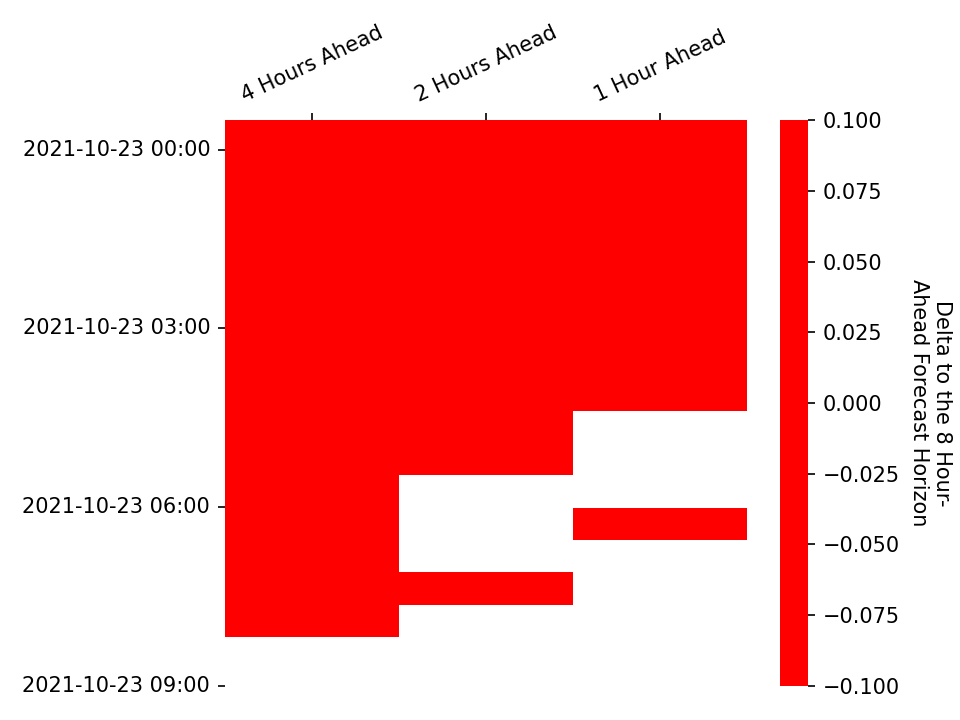 4 Hours Ahead
2 Hours Ahead
1 Hour Ahead
2021-10-23 00:00
2021-10-23 03:00
2021-10-23 06:00
2021-10-23 09:00
0.100
0.075
0.050
0.025
0.000
−0.025
−0.050
−0.075
−0.100
Delta to the 8 Hour-
Ahead Forecast Horizon